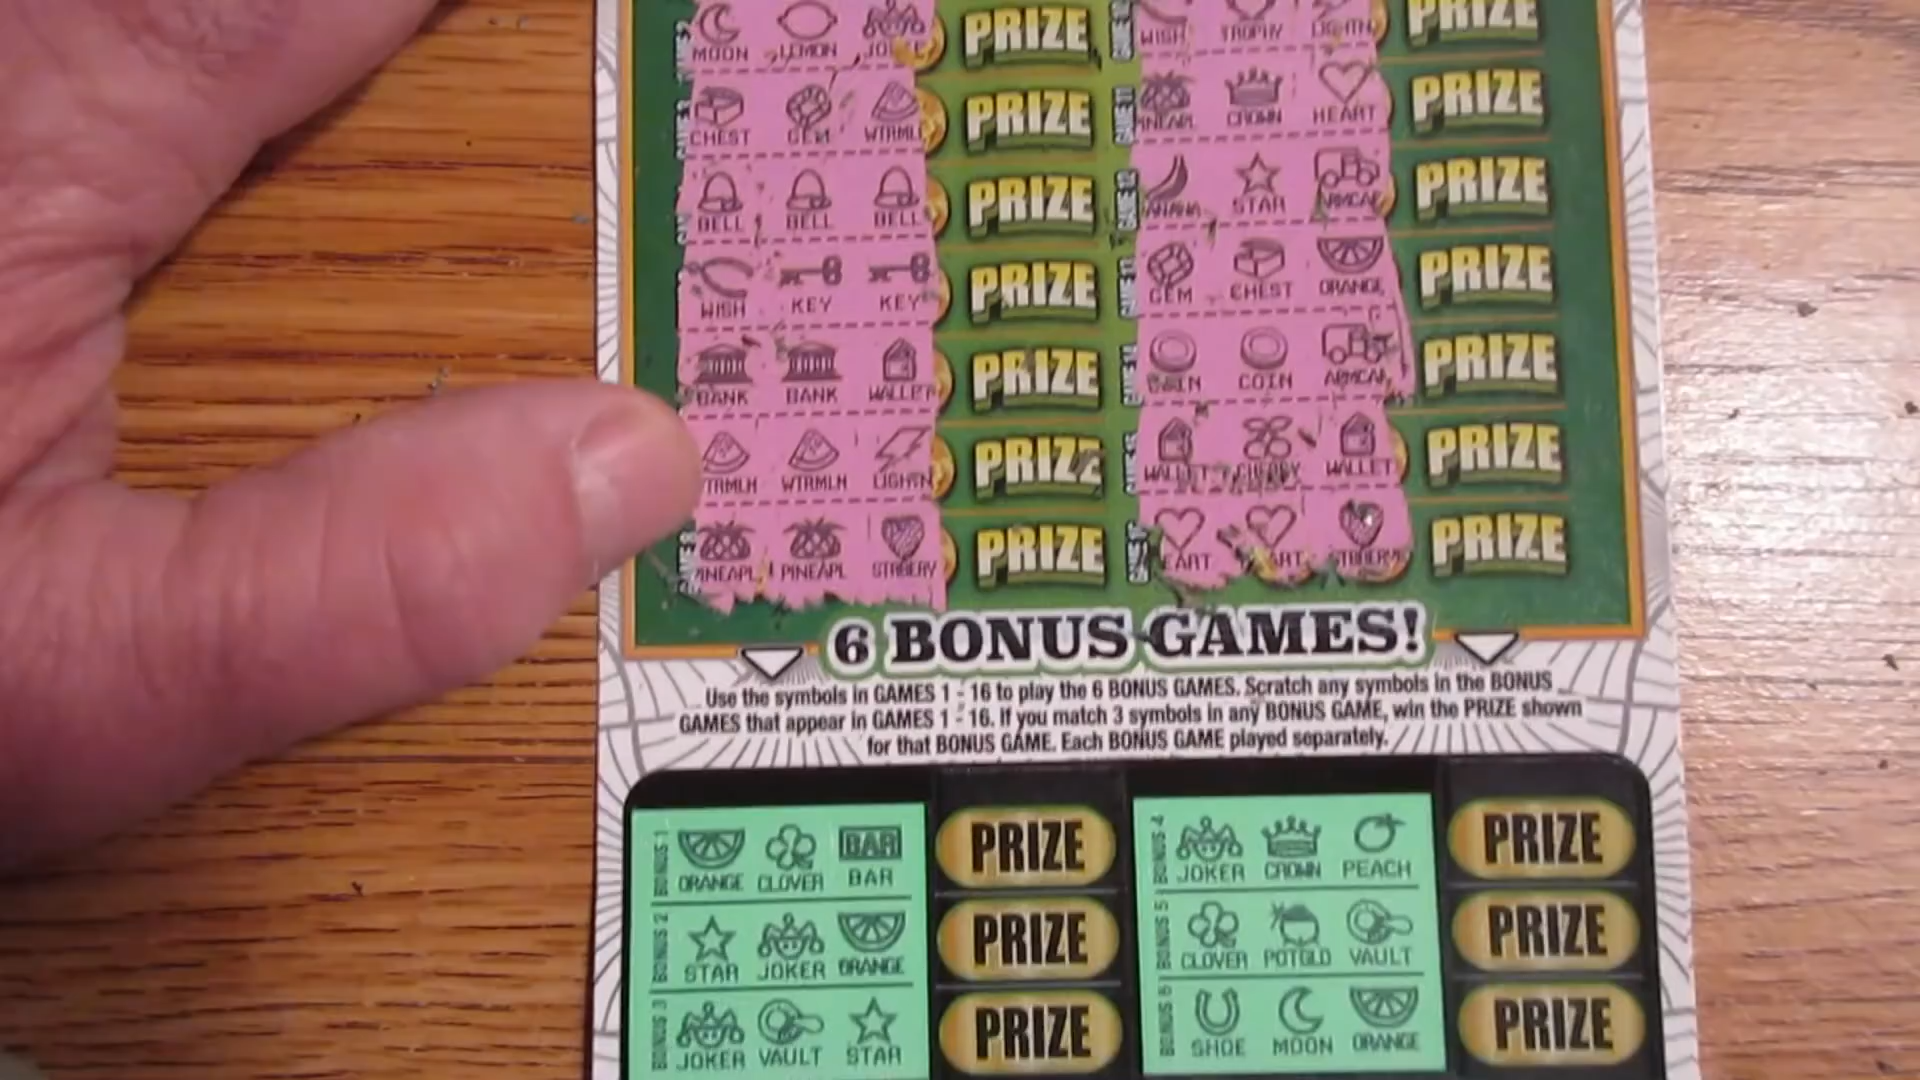 MOON LEMON PRIZE
WISH TROPHY LIGHTN PRIZE
CHEST GEM PRIZE
CROWN HEART PRIZE
BELL BELL BELL PRIZE
STAR ARMCAR PRIZE
WISH KEY KEY PRIZE
GEM CHEST ORANGE PRIZE
BANK BANK WALLET PRIZE
COIN COIN ARMCAR PRIZE
WTRMLN LIGHTN PRIZE
WALLET CHERRY WALLET PRIZE
GAME 8 PINEAPL PINEAPL STRBERY PRIZE
STRBERY PRIZE
6 BONUS GAMES!
Use the symbols in GAMES 1 - 16 to play the 6 BONUS GAMES. Scratch any symbols in the BONUS
GAMES that appear in GAMES 1 - 16. If you match 3 symbols in any BONUS GAME, win the PRIZE shown
for that BONUS GAME. Each BONUS GAME played separately.
BONUS 1 BAR
ORANGE CLOVER BAR PRIZE
BONUS 2 STAR JOKER ORANGE PRIZE
BONUS 3 JOKER VAULT STAR PRIZE
BONUS 4 JOKER CROWN PEACH PRIZE
BONUS 5 CLOVER POTGLD VAULT PRIZE
BONUS 6 SHOE MOON ORANGE PRIZE